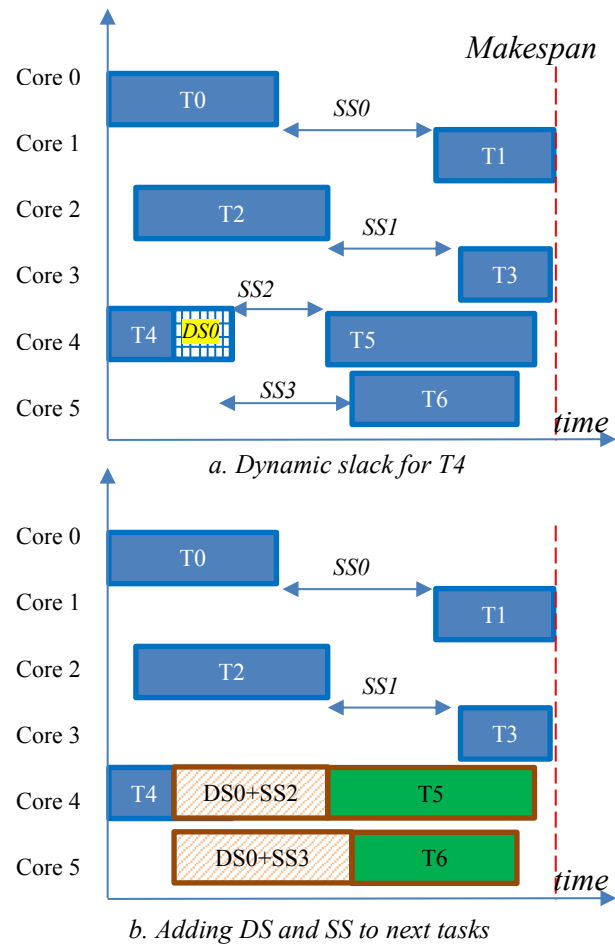 Makespan
Core 0
T0
SS0
Core 1
T1
Core 2
T2
SS1
Core 3
T3
SS2
Core 4
T4
DS0
T5
Core 5
SS3
T6
time
a. Dynamic slack for T4
Core 0
T0
SS0
Core 1
T1
Core 2
T2
SS1
Core 3
T3
Core 4
T4
DS0+SS2
T5
Core 5
DS0+SS3
T6
time
b. Adding DS and SS to next tasks